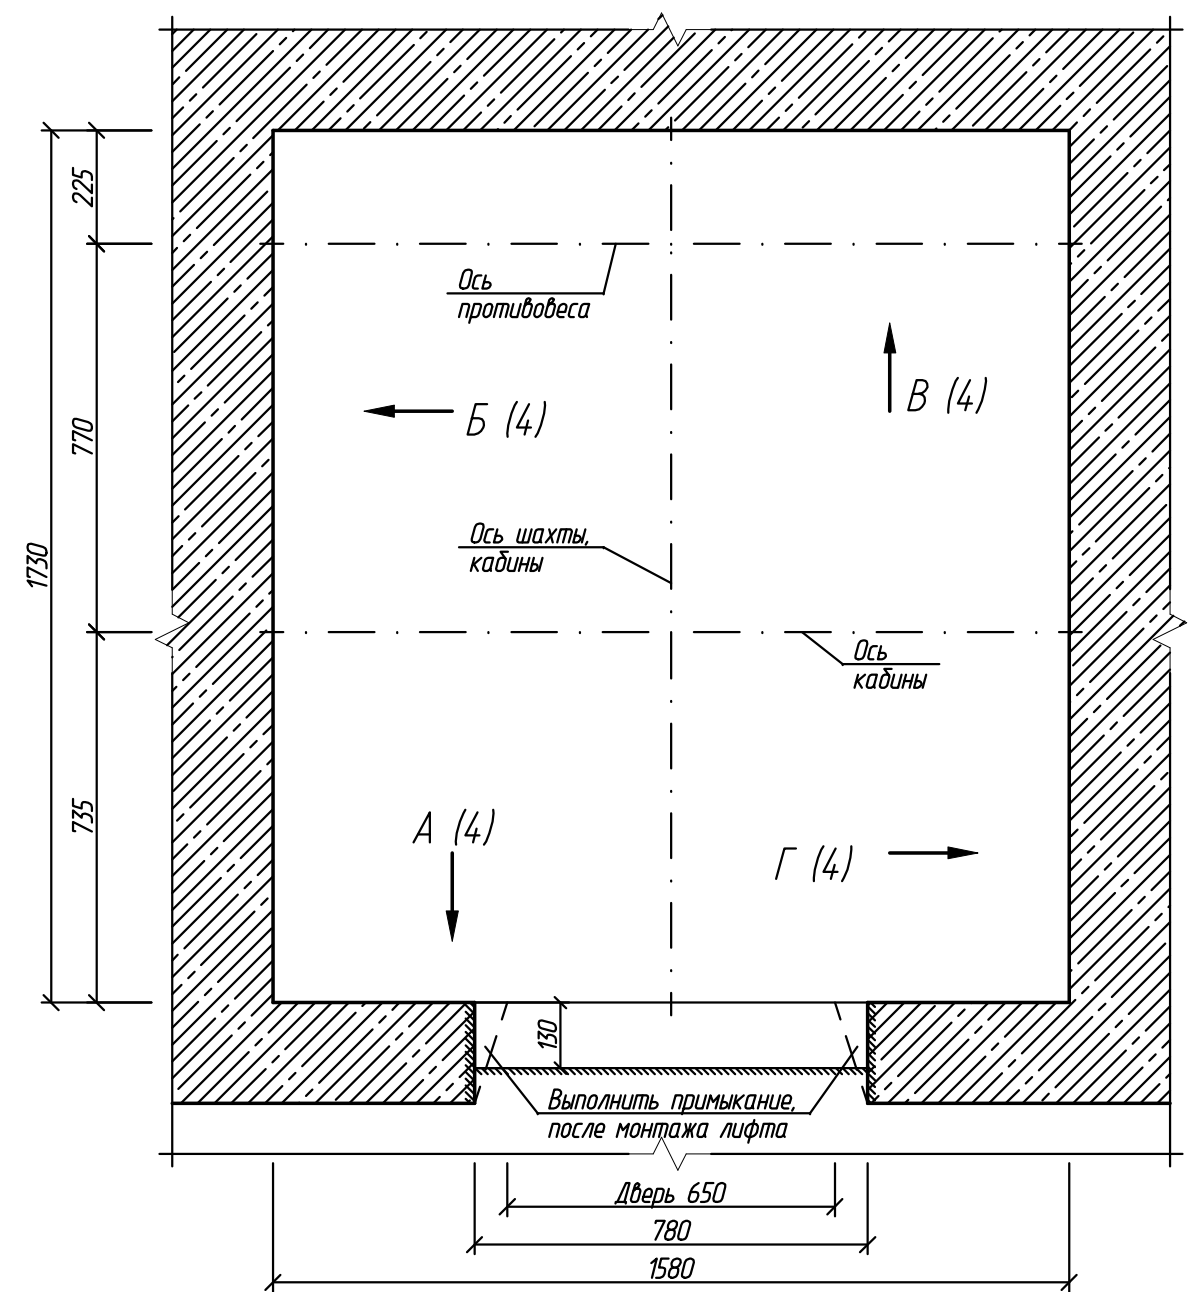 225
Ось
противовеса
В (4)
Б (4)
770
Ось шахты,
кабины
1730
Ось
кабины
735
А (4)
Г (4)
130
Выполнить примыкание,
после монтажа лифта
Дверь 650
780
1580